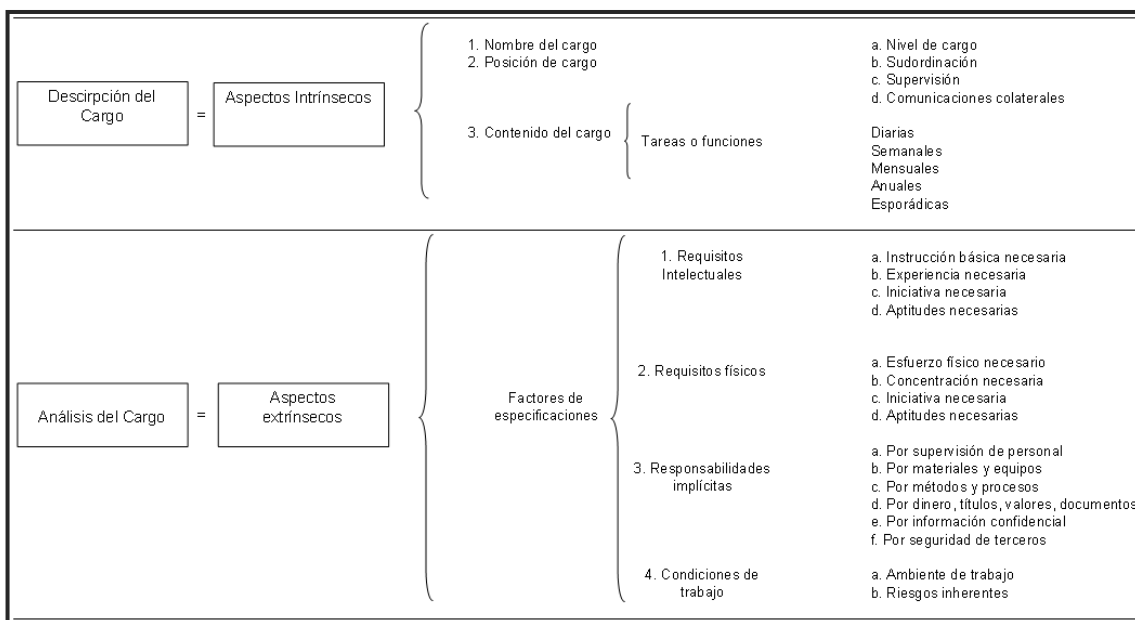 Descirpción del
Cargo
=
Aspectos Intrínsecos
1. Nombre del cargo
2. Posición de cargo
a. Nivel de cargo
b. Sudordinación
c. Supervisión
d. Comunicaciones colaterales
3. Contenido del cargo
Tareas o funciones
Diarias
Semanales
Mensuales
Anuales
Esporádicas
Análisis del Cargo
=
Aspectos
extrínsecos
Factores de
especificaciones
1. Requisitos
Intelectuales
a. Instrucción básica necesaria
b. Experiencia necesaria
c. Iniciativa necesaria
d. Aptitudes necesarias
2. Requisitos físicos
a. Esfuerzo físico necesario
b. Concentración necesaria
c. Iniciativa necesaria
d. Aptitudes necesarias
3. Responsabilidades
implícitas
a. Por supervisión de personal
b. Por materiales y equipos
c. Por métodos y procesos
d. Por dinero, títulos, valores, documentos
e. Por información confidencial
f. Por seguridad de terceros
4. Condiciones de
trabajo
a. Ambiente de trabajo
b. Riesgos inherentes